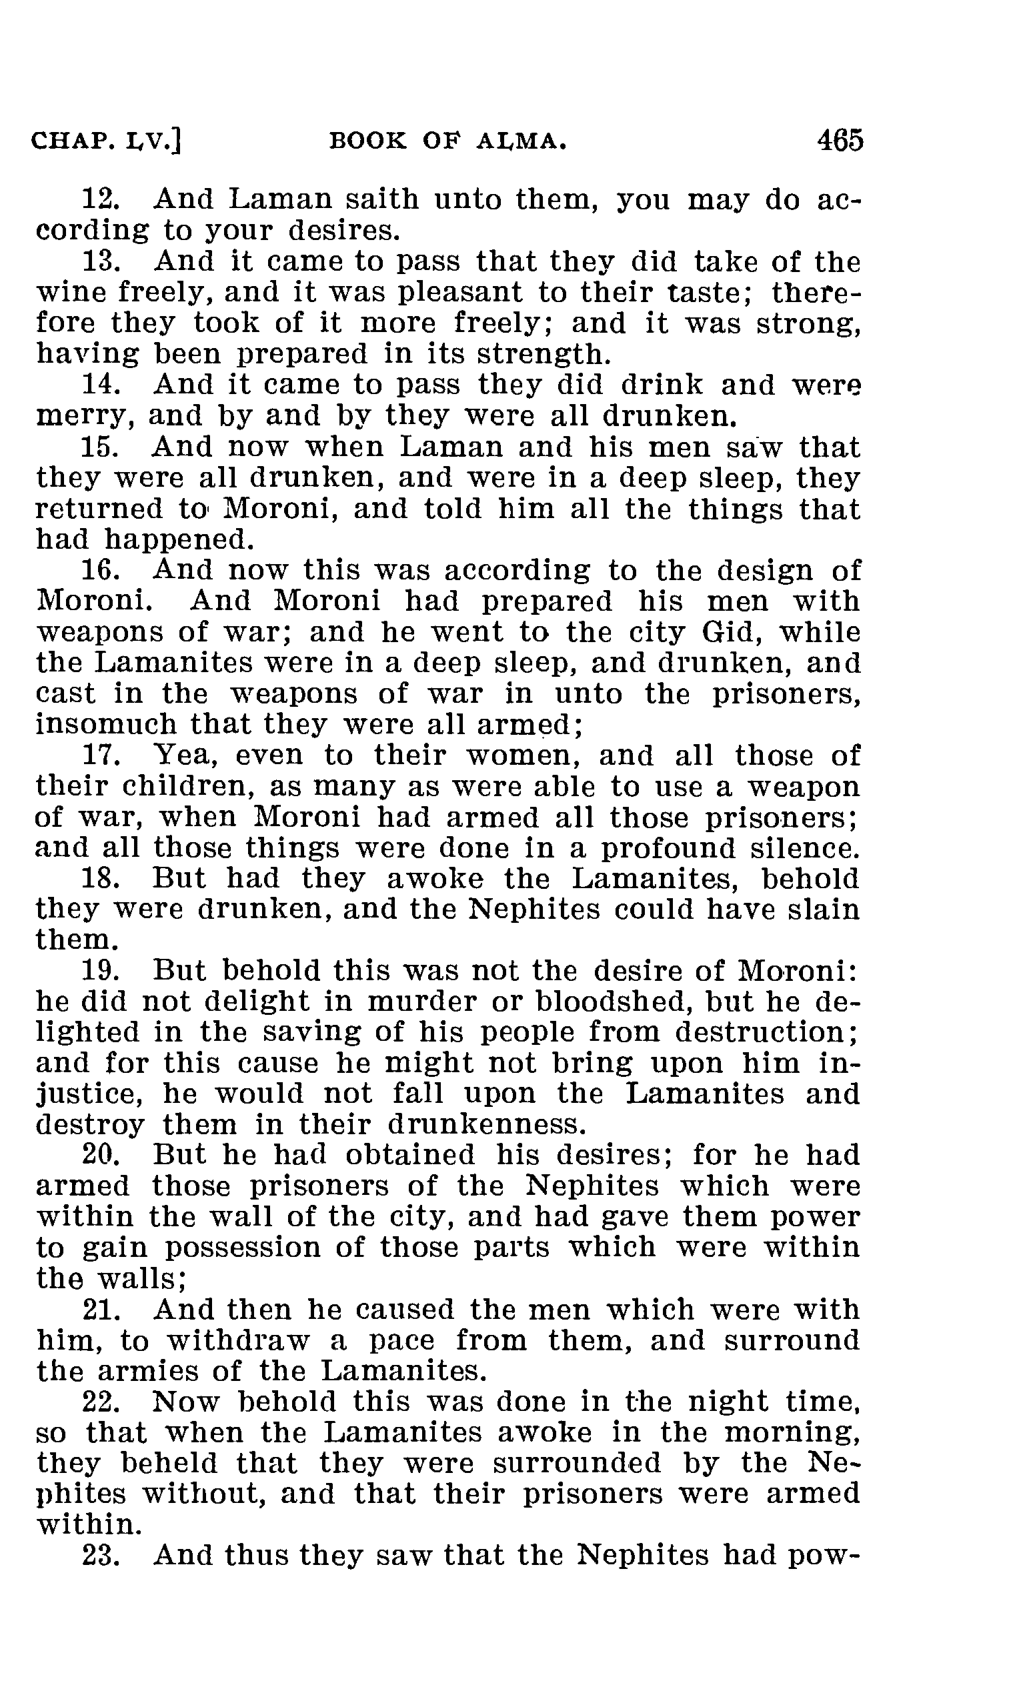 CHAP. LV.] BOOK OF ALMA. 465
12. And Laman saith unto them, you may do ac-
cording to your desires.
13. And it came to pass that they did take of the
wine freely, and it was pleasant to their taste; there-
fore they took of it more freely; and it was strong,
having been prepared in its strength.
14. And it came to pass they did drink and were
merry, and by and by they were all drunken.
15. And now when Laman and his men saw that
they were all drunken, and were in a deep sleep, they
returned to Moroni, and told him all the things that
had happened.
16. And now this was according to the design of
Moroni. And Moroni had prepared his men with
weapons of war; and he went to the city Gid, while
the Lamanites were in a deep sleep, and drunken, and
cast in the weapons of war in unto the prisoners,
insomuch that they were all armed;
17. Yea, even to their women, and all those of
their children, as many as were able to use a weapon
of war, when Moroni had armed all those prisoners;
and all those things were done in a profound silence.
18. But had they awoke the Lamanites, behold
they were drunken, and the Nephites could have slain
them.
19. But behold this was not the desire of Moroni:
he did not delight in murder or bloodshed, but he de-
lighted in the saving of his people from destruction;
and for this cause he might not bring upon him in-
justice, he would not fall upon the Lamanites and
destroy them in their drunkenness.
20. But he had obtained his desires; for he had
armed those prisoners of the Nephites which were
within the wall of the city, and had gave them power
to gain possession of those parts which were within
the walls;
21. And then he caused the men which were with
him, to withdraw a pace from them, and surround
the armies of the Lamanites.
22. Now behold this was done in the night time,
so that when the Lamanites awoke in the morning,
they beheld that they were surrounded by the Ne-
phites without, and that their prisoners were armed
within.
23. And thus they saw that the Nephites had pow-